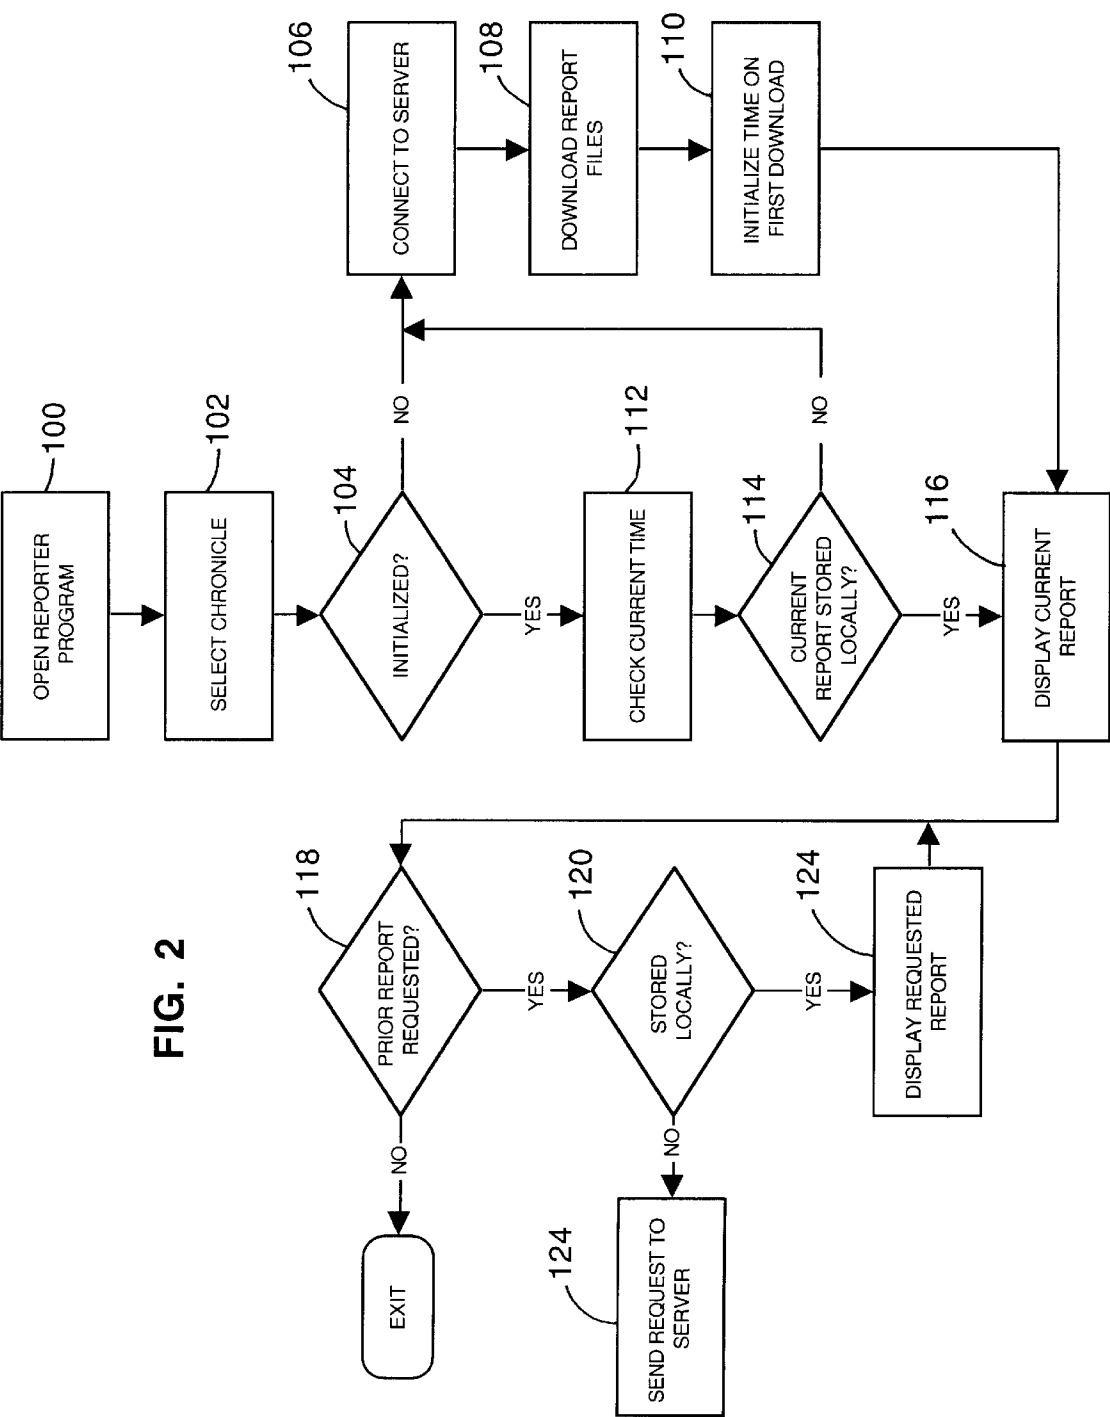 FIG. 2
100
OPEN REPORTER
PROGRAM
102
SELECT CHRONICLE
104
INITIALIZED?
NO
YES
106
CONNECT TO SERVER
108
DOWNLOAD REPORT
FILES
110
INITIALIZE TIME ON
FIRST DOWNLOAD
112
CHECK CURRENT TIME
114
CURRENT
REPORT STORED
LOCALLY?
NO
YES
116
DISPLAY CURRENT
REPORT
118
PRIOR REPORT
REQUESTED?
NO
YES
EXIT
120
STORED
LOCALLY?
NO
YES
124
SEND REQUEST TO
SERVER
124
DISPLAY REQUESTED
REPORT